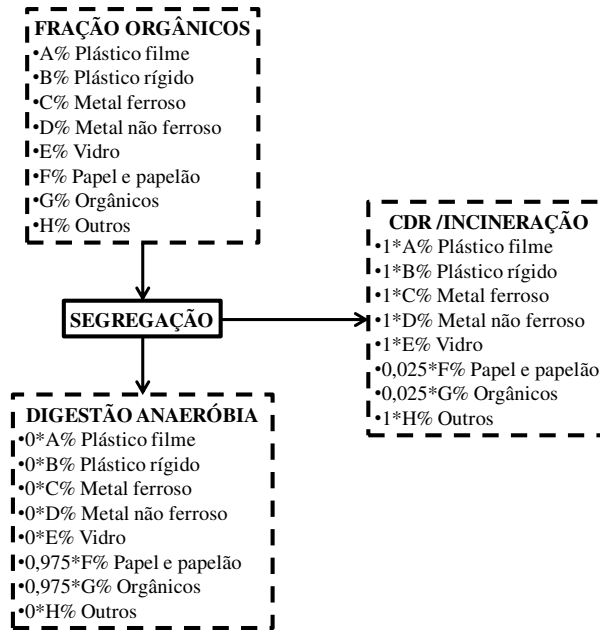 FRAÇÃO ORGÂNICOS
•A% Plástico filme
•B% Plástico rígido
•C% Metal ferroso
•D% Metal não ferroso
•E% Vidro
•F% Papel e papelão
•G% Orgânicos
•H% Outros
SEGREGAÇÃO
CDR /INCINERAÇÃO
•1*A% Plástico filme
•1*B% Plástico rígido
•1*C% Metal ferroso
•1*D% Metal não ferroso
•1*E% Vidro
•0,025*F% Papel e papelão
•0,025*G% Orgânicos
•1*H% Outros
DIGESTÃO ANAERÓBIA
•0*A% Plástico filme
•0*B% Plástico rígido
•0*C% Metal ferroso
•0*D% Metal não ferroso
•0*E% Vidro
•0,975*F% Papel e papelão
•0,975*G% Orgânicos
•0*H% Outros